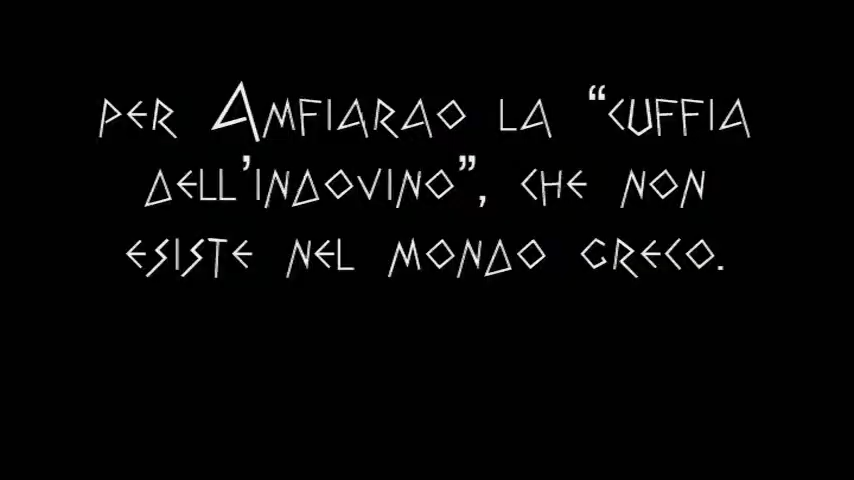 per Amfiarao la “cuffia
dell’indovino”, che non
esiste nel mondo greco.